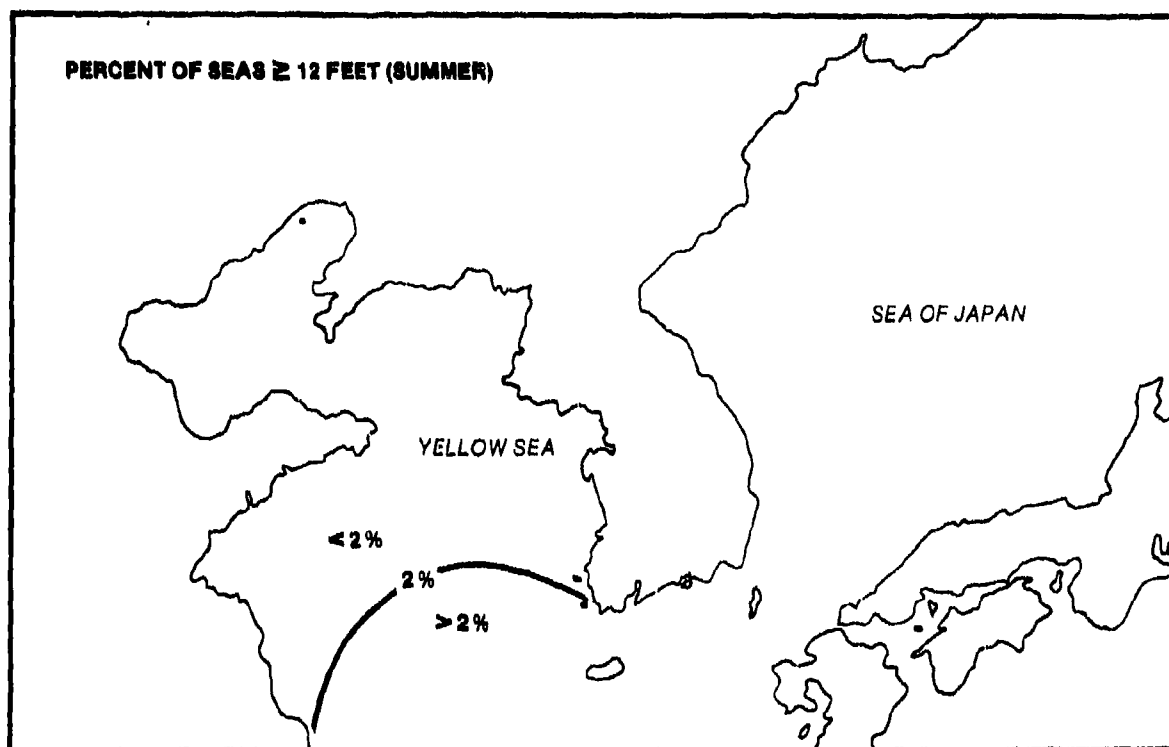 PERCENT OF SEAS ≥ 12 FEET (SUMMER)
SEA OF JAPAN
YELLOW SEA
<2%
2%
>2%